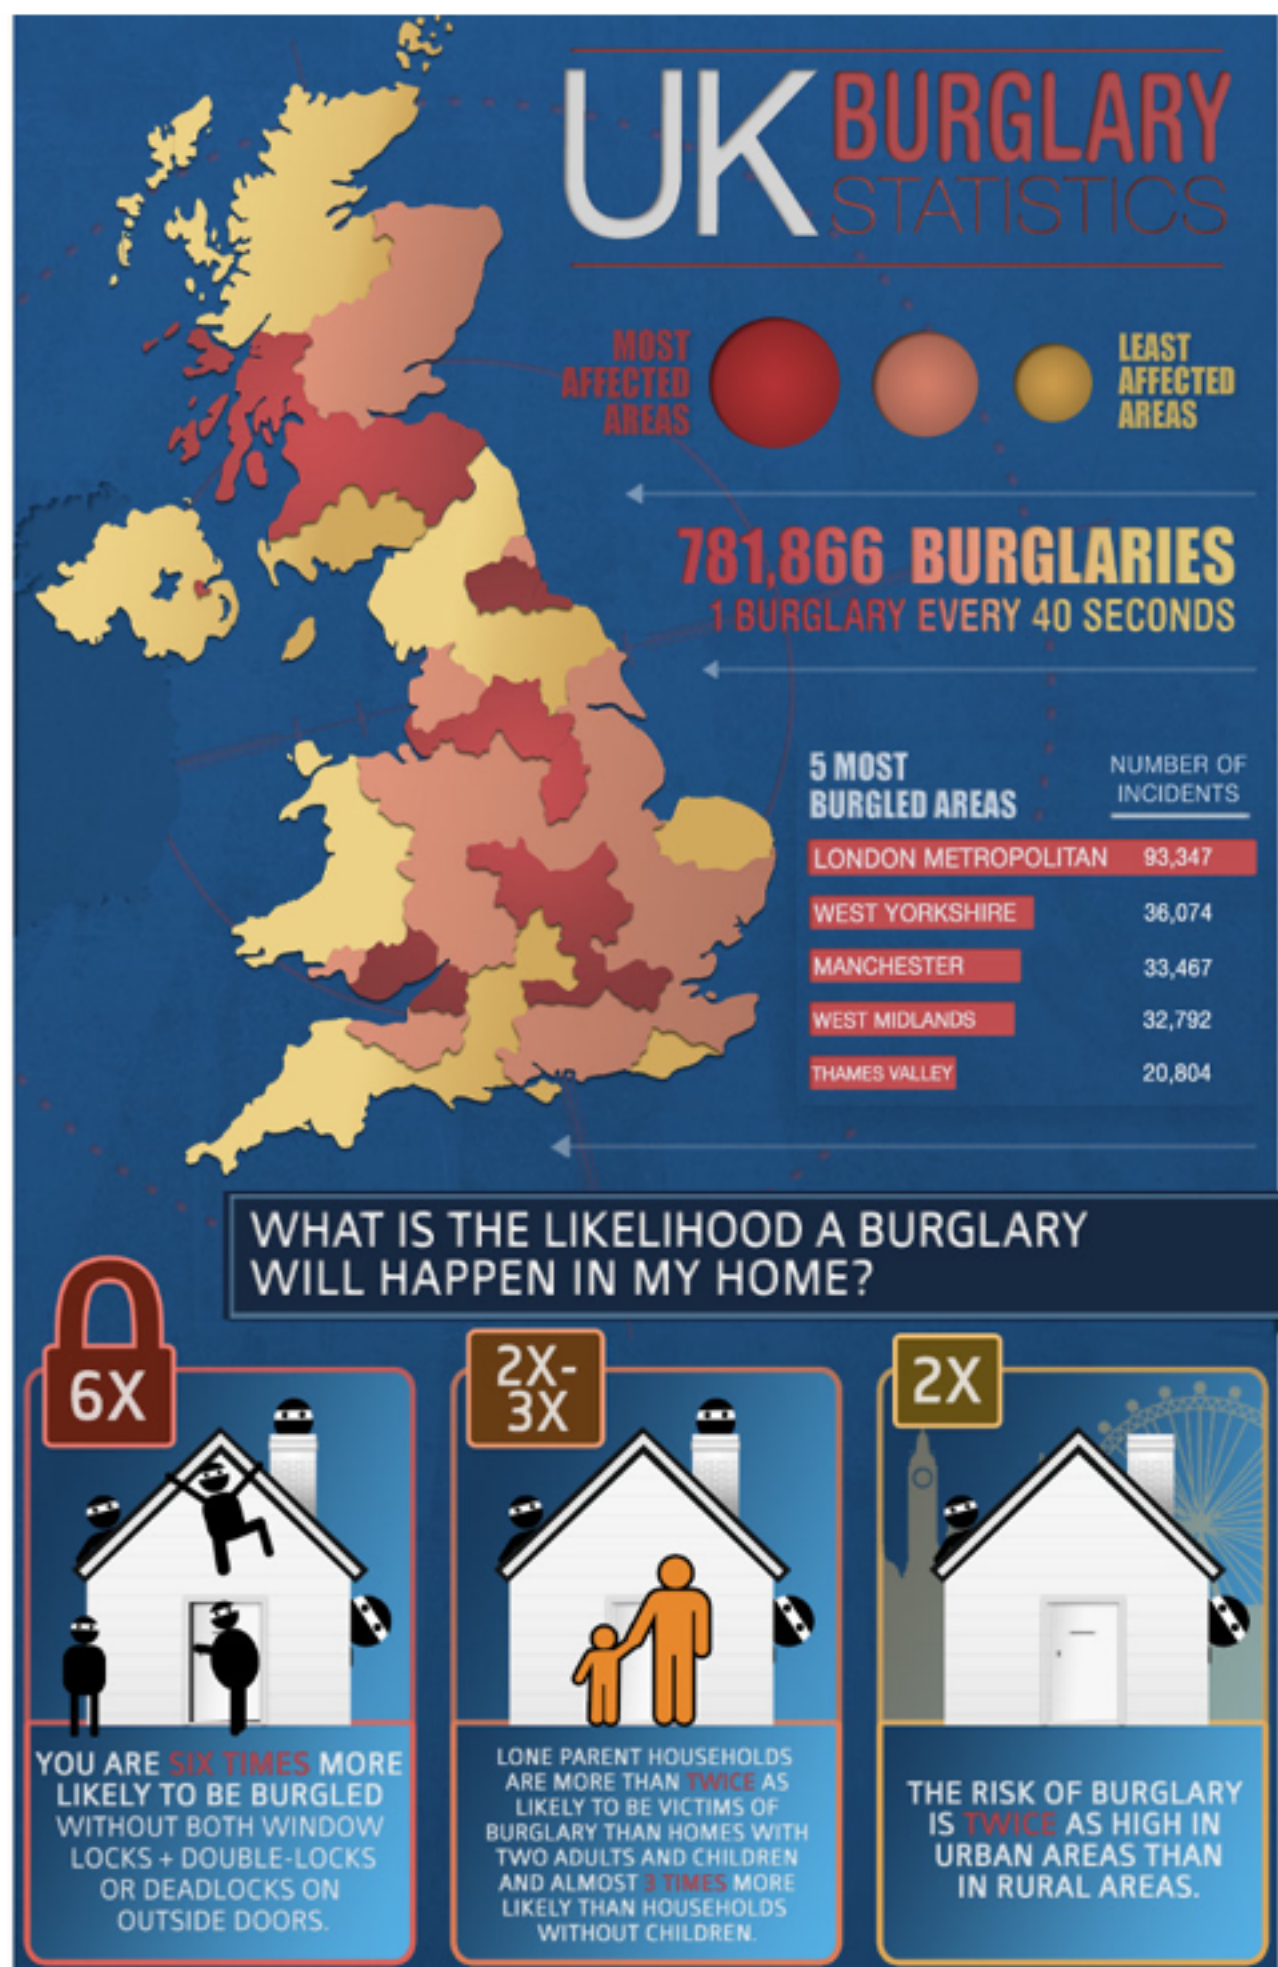 UK BURGLARY
STATISTICS
MOST
AFFECTED
AREAS
LEAST
AFFECTED
AREAS
781,866 BURGLARIES
1 BURGLARY EVERY 40 SECONDS
5 MOST
BURGLED AREAS
NUMBER OF
INCIDENTS
LONDON METROPOLITAN 93,347
WEST YORKSHIRE 36,074
MANCHESTER 33,467
WEST MIDLANDS 32,792
THAMES VALLEY 20,804
WHAT IS THE LIKELIHOOD A BURGLARY
WILL HAPPEN IN MY HOME?
6X
YOU ARE SIX TIMES MORE
LIKELY TO BE BURGLED
WITHOUT BOTH WINDOW
LOCKS + DOUBLE-LOCKS
OR DEADLOCKS ON
OUTSIDE DOORS.
2X-
3X
LONE PARENT HOUSEHOLDS
ARE MORE THAN TWICE AS
LIKELY TO BE VICTIMS OF
BURGLARY THAN HOMES WITH
TWO ADULTS AND CHILDREN
AND ALMOST 3 TIMES MORE
LIKELY THAN HOUSEHOLDS
WITHOUT CHILDREN.
2X
THE RISK OF BURGLARY
IS TWICE AS HIGH IN
URBAN AREAS THAN
IN RURAL AREAS.